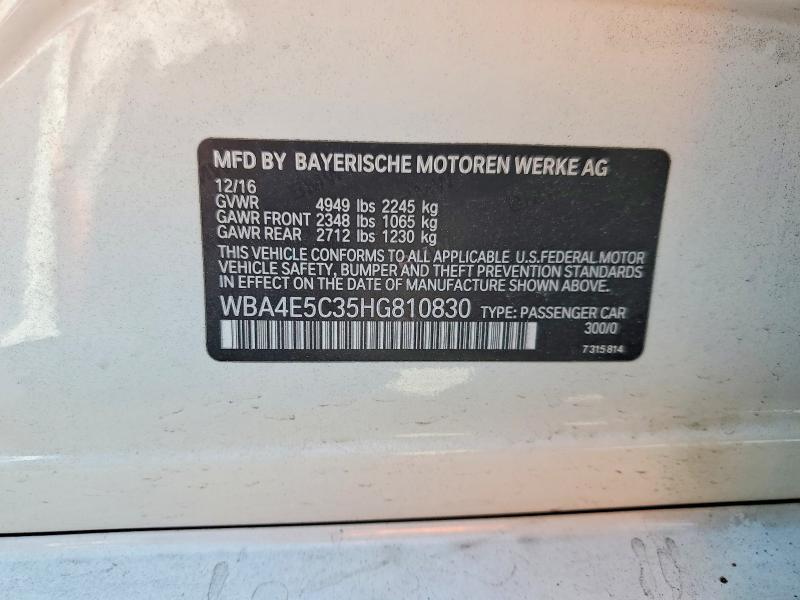 MFD BY BAYERISCHE MOTOREN WERKE AG
12/16
GVWR 4949 lbs 2245 kg
GAWR FRONT 2348 lbs 1065 kg
GAWR REAR 2712 lbs 1230 kg
THIS VEHICLE CONFORMS TO ALL APPLICABLE U.S.FEDERAL MOTOR
VEHICLE SAFETY, BUMPER AND THEFT PREVENTION STANDARDS
IN EFFECT ON THE DATE OF MANUFACTURE SHOWN ABOVE.
WBA4E5C35HG810830 TYPE: PASSENGER CAR
300/0
7315814